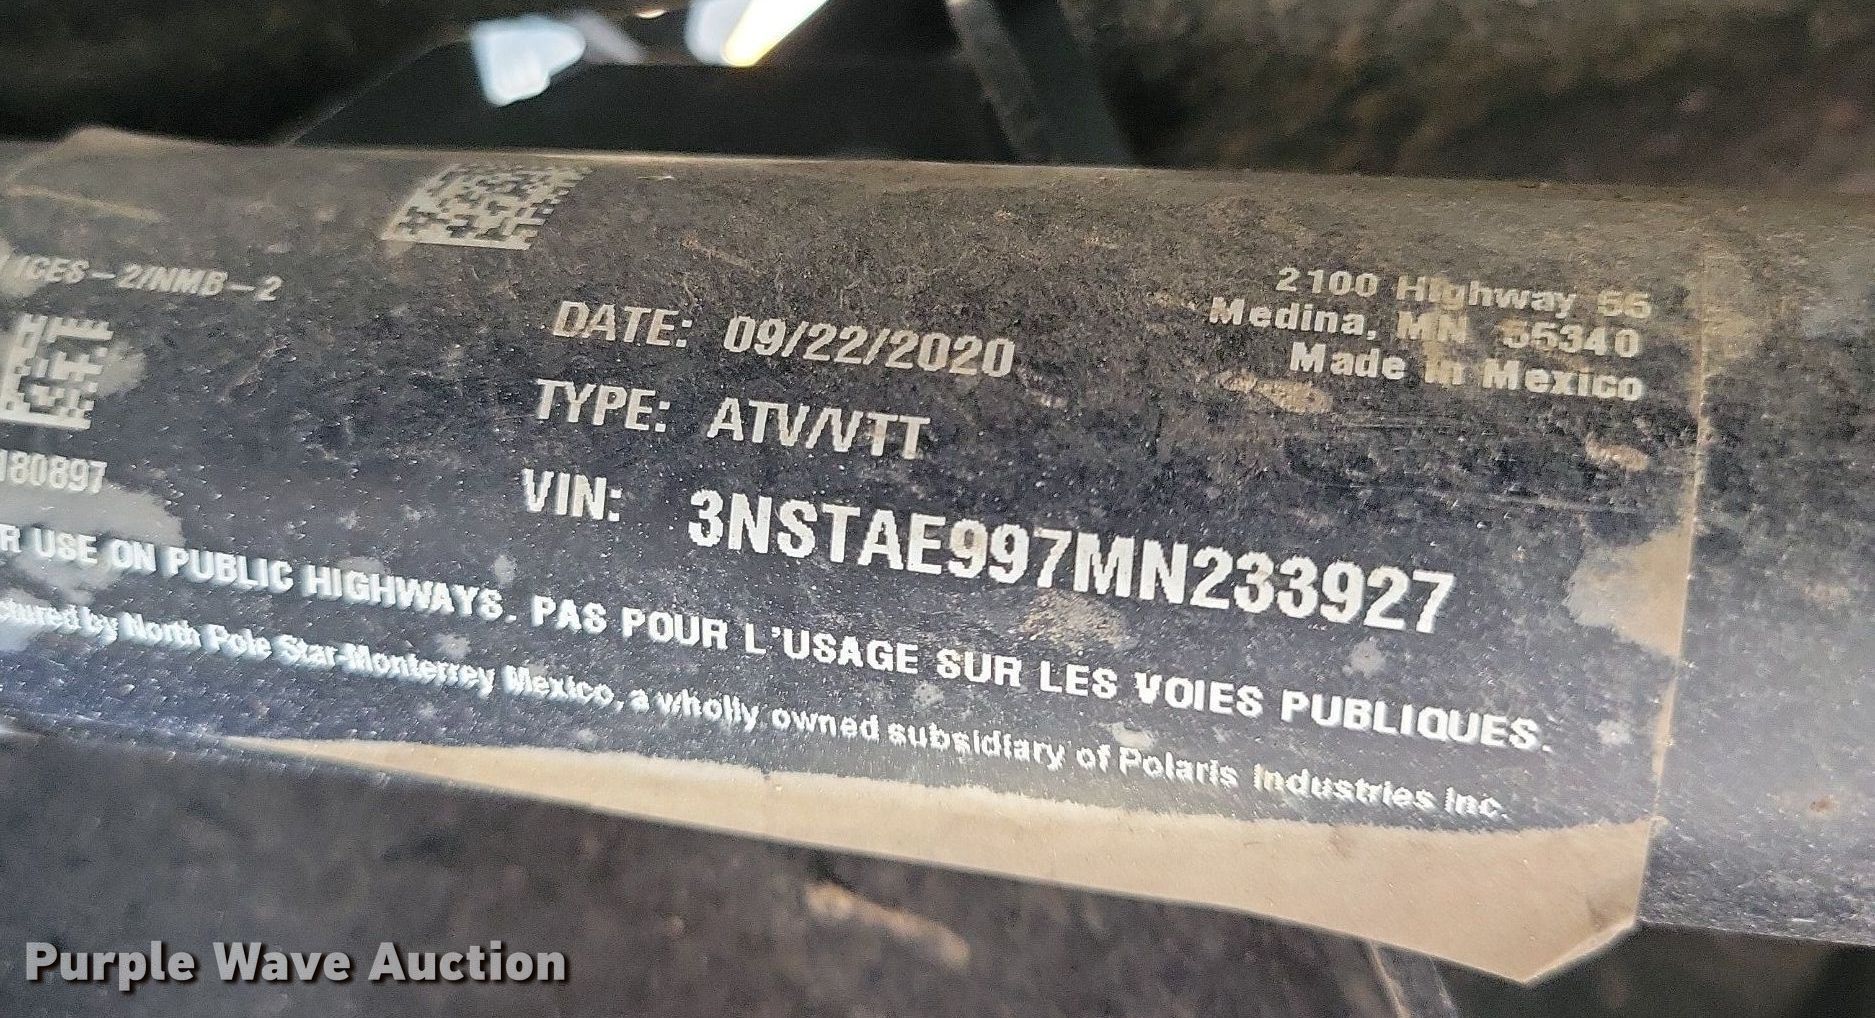 ICES-2/NMB-2
2100 Highway 55
Medina, MN 55340
Made in Mexico
DATE: 09/22/2020
TYPE: ATV/VTT
180897
VIN: 3NSTAE997MN233927
R USE ON PUBLIC HIGHWAYS. PAS POUR L'USAGE SUR LES VOIES PUBLIQUES.
ctured by North Pole Star-Monterrey Mexico, a wholly owned subsidiary of Polaris Industries Inc.
Purple Wave Auction